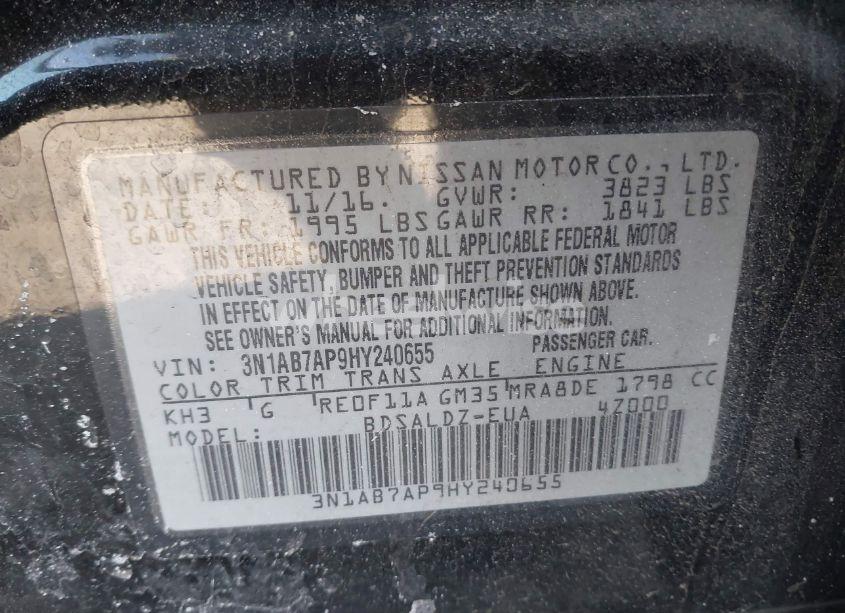 MANUFACTURED BY NISSAN MOTOR CO., LTD.
DATE: 11/16. GVWR: 3823 LBS
GAWR FR: 1995 LBS GAWR RR: 1841 LBS
THIS VEHICLE CONFORMS TO ALL APPLICABLE FEDERAL MOTOR
VEHICLE SAFETY, BUMPER AND THEFT PREVENTION STANDARDS
IN EFFECT ON THE DATE OF MANUFACTURE SHOWN ABOVE.
SEE OWNER'S MANUAL FOR ADDITIONAL INFORMATION.
VIN: 3N1AB7AP9HY240655 PASSENGER CAR.
COLOR TRIM TRANS AXLE ENGINE
KH3 G RE0F11A GM35 MRA8DE 1798 CC
MODEL: BDSALDZ-EUA 4Z000
3N1AB7AP9HY240655